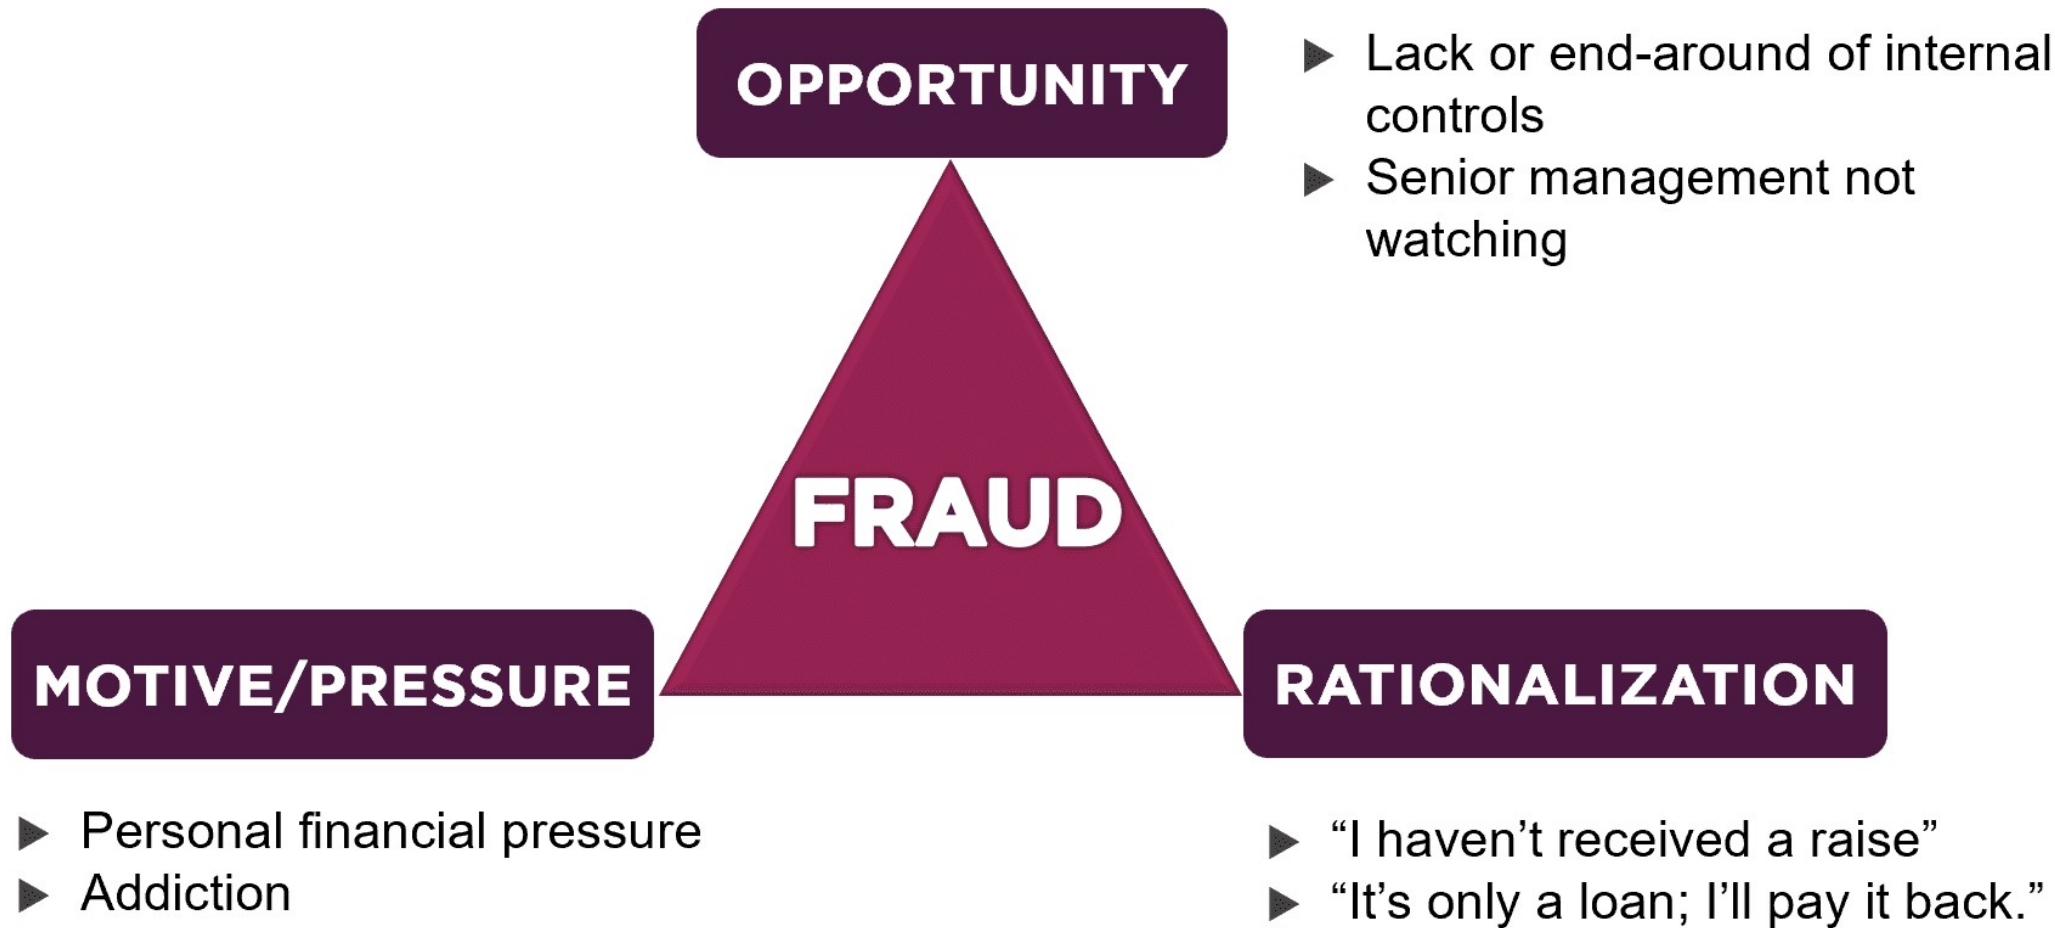 OPPORTUNITY
▶ Lack or end-around of internal
controls
▶ Senior management not
watching
FRAUD
MOTIVE/PRESSURE
▶ Personal financial pressure
▶ Addiction
RATIONALIZATION
▶ “I haven’t received a raise”
▶ “It’s only a loan; I’ll pay it back.”